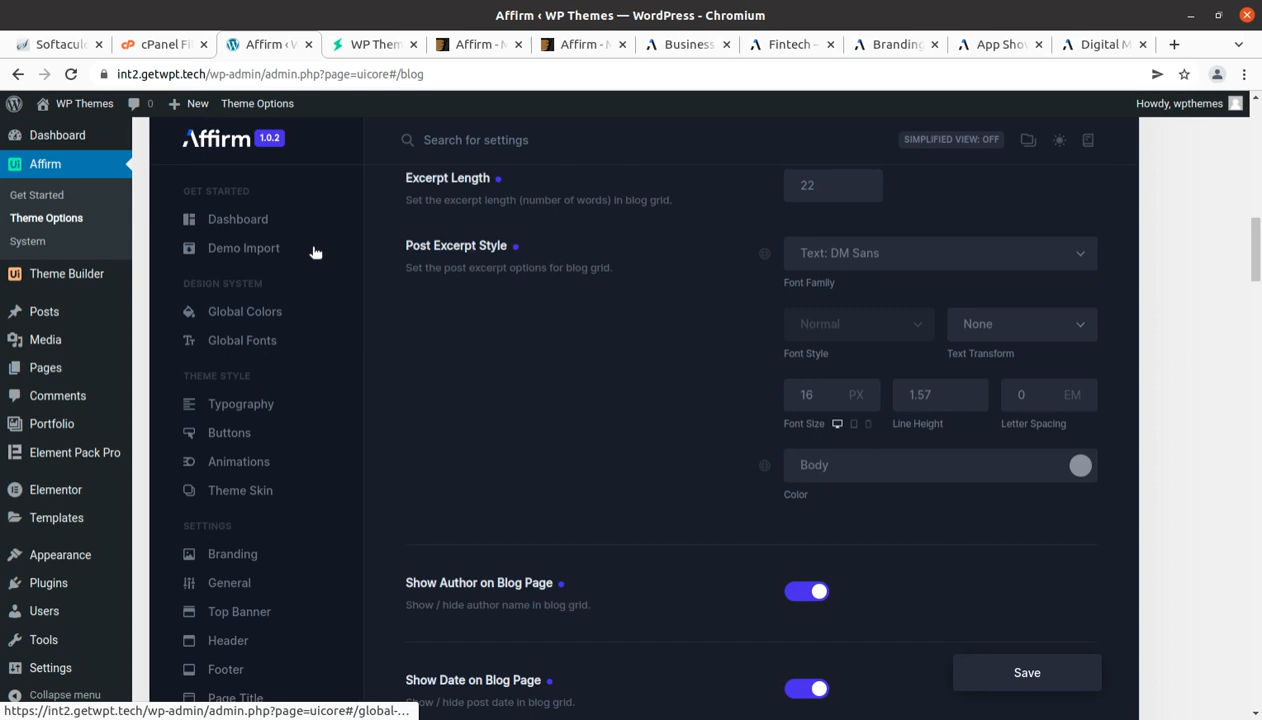 Affirm ‹ WP Themes — WordPress - Chromium
Softacul
cPanel Fi
Affirm ‹ W
WP Them
Affirm - M
Affirm - M
Business
Fintech -
Branding
App Show
Digital M
int2.getwpt.tech/wp-admin/admin.php?page=uicore#/blog
WP Themes
0
New
Theme Options
Howdy, wpthemes
Dashboard
Affirm
Get Started
Theme Options
System
Theme Builder
Posts
Media
Pages
Comments
Portfolio
Element Pack Pro
Elementor
Templates
Appearance
Plugins
Users
Tools
Settings
Collapse menu
Affirm 1.0.2
GET STARTED
Dashboard
Demo Import
DESIGN SYSTEM
Global Colors
Global Fonts
THEME STYLE
Typography
Buttons
Animations
Theme Skin
SETTINGS
Branding
General
Top Banner
Header
Footer
Page Title
Search for settings
SIMPLIFIED VIEW: OFF
Excerpt Length
Set the excerpt length (number of words) in blog grid.
22
Post Excerpt Style
Set the post excerpt options for blog grid.
Text: DM Sans
Font Family
Normal
None
Font Style
Text Transform
16 PX
1.57
0 EM
Font Size
Line Height
Letter Spacing
Body
Color
Show Author on Blog Page
Show / hide author name in blog grid.
Show Date on Blog Page
Show / hide post date in blog grid.
Save
https://int2.getwpt.tech/wp-admin/admin.php?page=uicore#/global-...